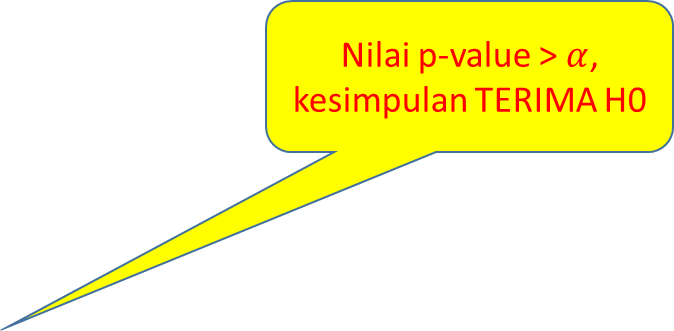 Nilai p-value > 𝛼,
kesimpulan TERIMA H0